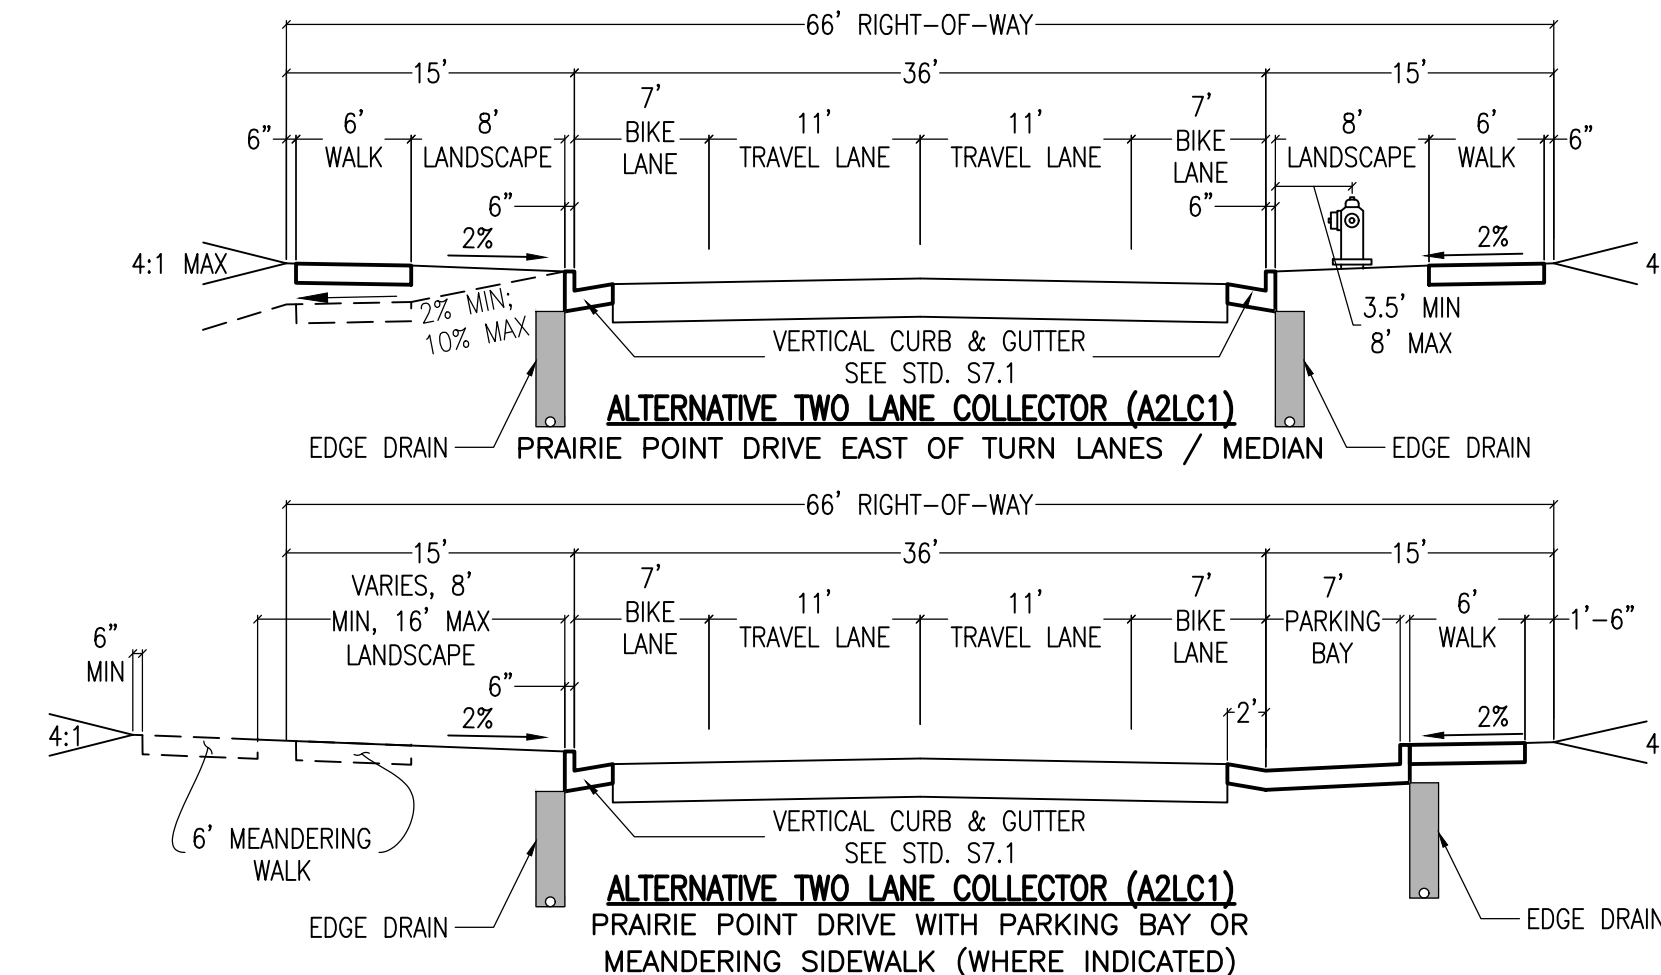 66' RIGHT-OF-WAY
15'
36'
15'
6"
6'
WALK
8'
LANDSCAPE
7'
BIKE
LANE
11'
TRAVEL LANE
11'
TRAVEL LANE
7'
BIKE
LANE
8'
LANDSCAPE
6'
WALK
6"
6"
6"
4:1 MAX
2%
2%
4
2% MIN;
10% MAX
3.5' MIN
8' MAX
VERTICAL CURB & GUTTER
SEE STD. S7.1
ALTERNATIVE TWO LANE COLLECTOR (A2LC1)
EDGE DRAIN
PRAIRIE POINT DRIVE EAST OF TURN LANES / MEDIAN
EDGE DRAIN
66' RIGHT-OF-WAY
15'
36'
15'
6"
MIN
VARIES, 8'
MIN, 16' MAX
LANDSCAPE
7'
BIKE
LANE
11'
TRAVEL LANE
11'
TRAVEL LANE
7'
BIKE
LANE
7'
PARKING
BAY
6'
WALK
1'-6"
6"
2'
4:1
2%
2%
4
6' MEANDERING
WALK
VERTICAL CURB & GUTTER
SEE STD. S7.1
ALTERNATIVE TWO LANE COLLECTOR (A2LC1)
EDGE DRAIN
PRAIRIE POINT DRIVE WITH PARKING BAY OR
MEANDERING SIDEWALK (WHERE INDICATED)
EDGE DRAIN